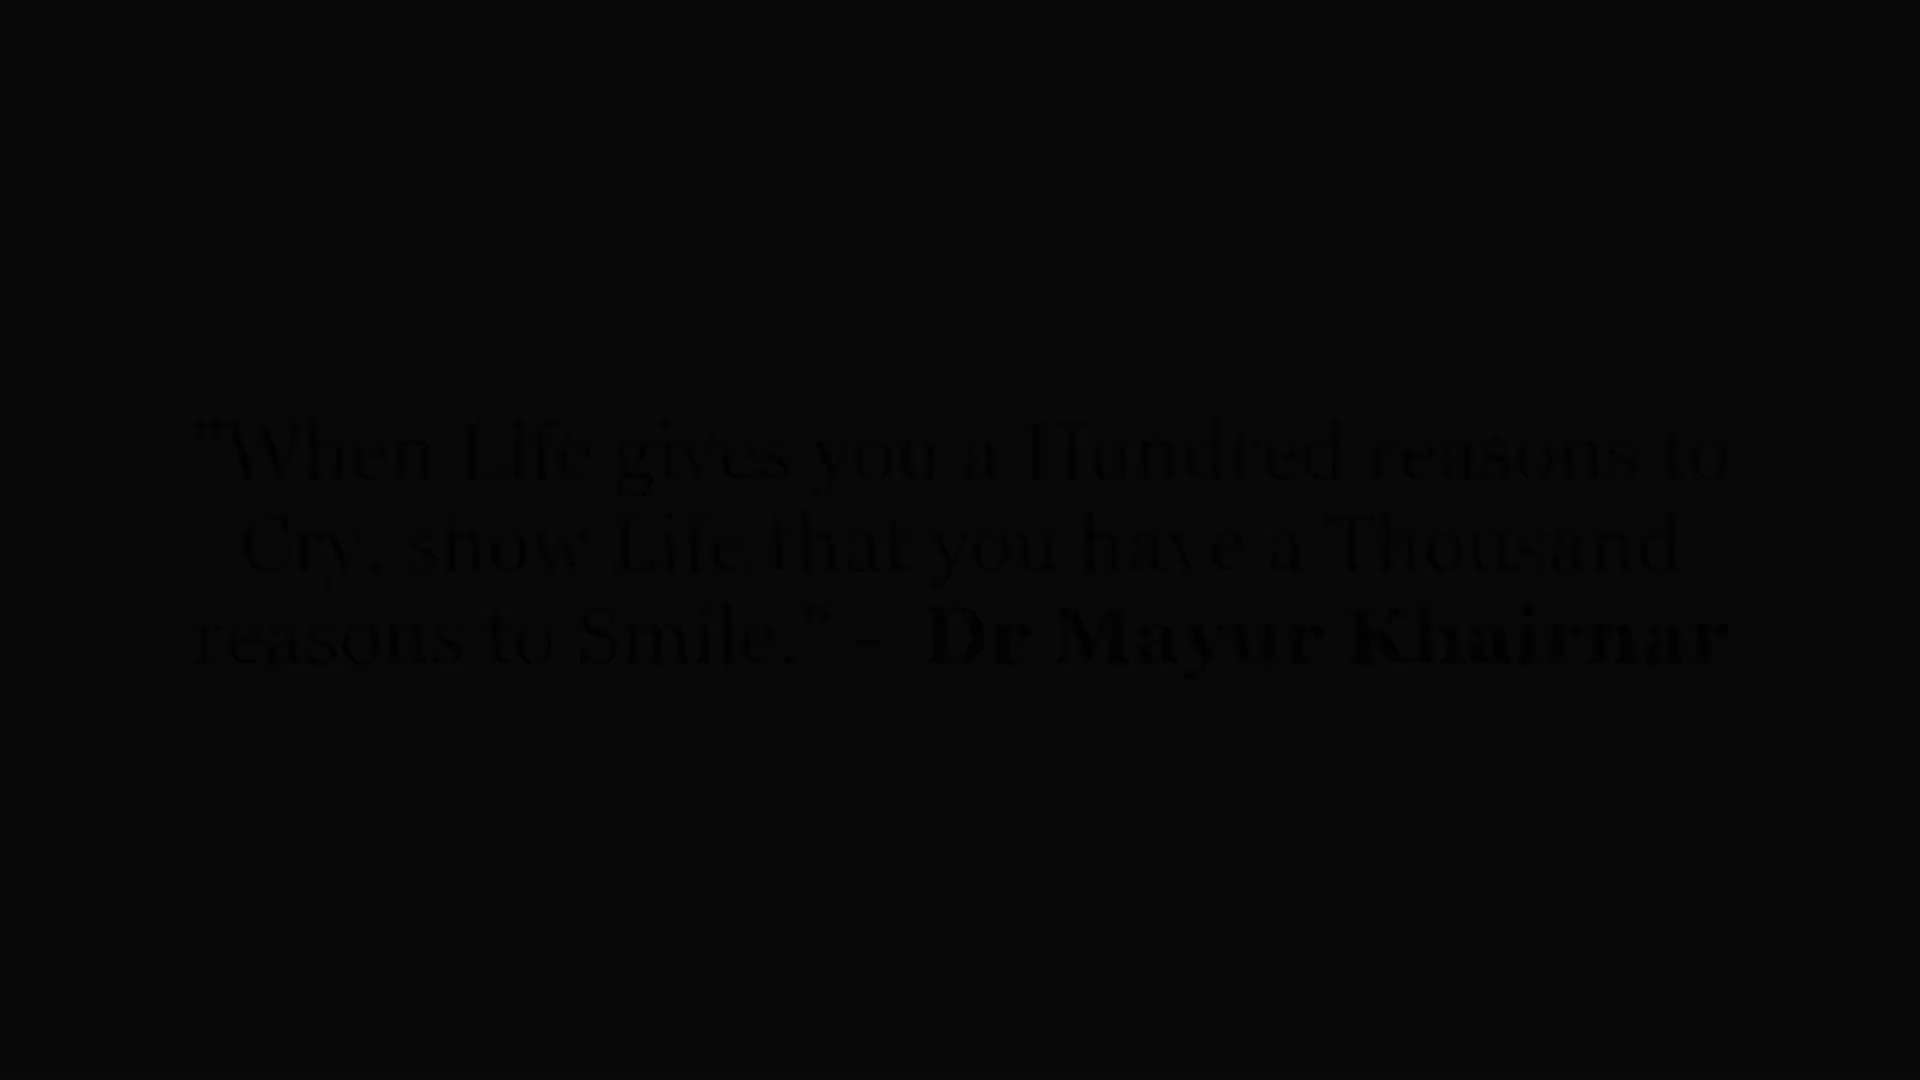 "When Life gives you a Hundred reasons to
Cry, show Life that you have a Thousand
reasons to Smile." - Dr Mayur Khairnar